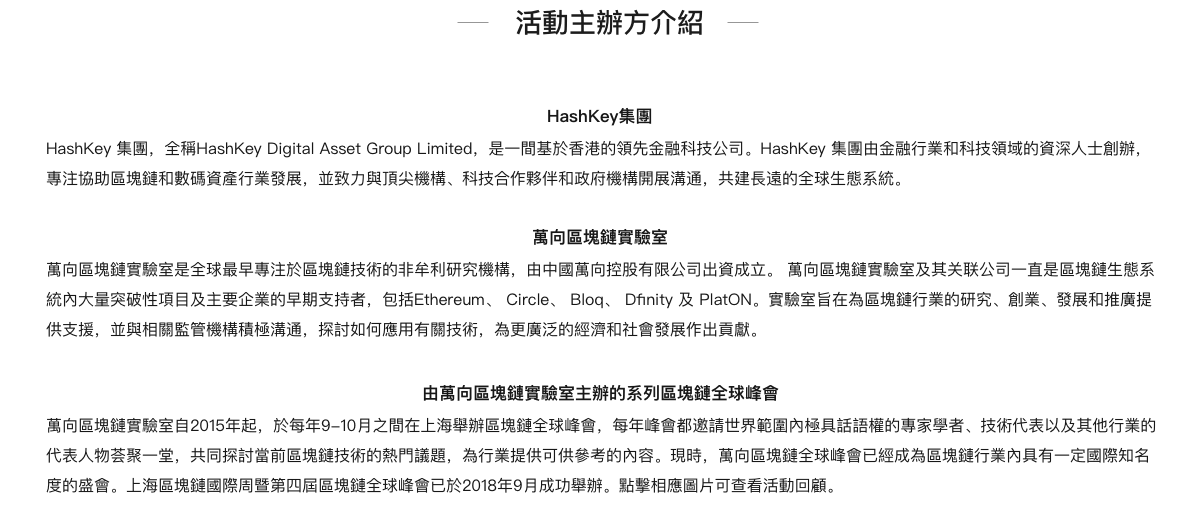 活動主辦方介紹
HashKey集團
HashKey 集團，全稱HashKey Digital Asset Group Limited，是一間基於香港的領先金融科技公司。HashKey 集團由金融行業和科技領域的資深人士創辦，
專注協助區塊鏈和數碼資產行業發展，並致力與頂尖機構、科技合作夥伴和政府機構開展溝通，共建長遠的全球生態系統。
萬向區塊鏈實驗室
萬向區塊鏈實驗室是全球最早專注於區塊鏈技術的非牟利研究機構，由中國萬向控股有限公司出資成立。 萬向區塊鏈實驗室及其关联公司一直是區塊鏈生態系
統內大量突破性項目及主要企業的早期支持者，包括Ethereum、 Circle、 Bloq、 Dfinity 及 PlatON。實驗室旨在為區塊鏈行業的研究、創業、發展和推廣提
供支援，並與相關監管機構積極溝通，探討如何應用有關技術，為更廣泛的經濟和社會發展作出貢獻。
由萬向區塊鏈實驗室主辦的系列區塊鏈全球峰會
萬向區塊鏈實驗室自2015年起，於每年9–10月之間在上海舉辦區塊鏈全球峰會，每年峰會都邀請世界範圍內極具話語權的專家學者、技術代表以及其他行業的
代表人物荟聚一堂，共同探討當前區塊鏈技術的熱門議題，為行業提供可供參考的內容。現時，萬向區塊鏈全球峰會已經成為區塊鏈行業內具有一定國際知名
度的盛會。上海區塊鏈國際周暨第四屆區塊鏈全球峰會已於2018年9月成功舉辦。點擊相應圖片可查看活動回顧。